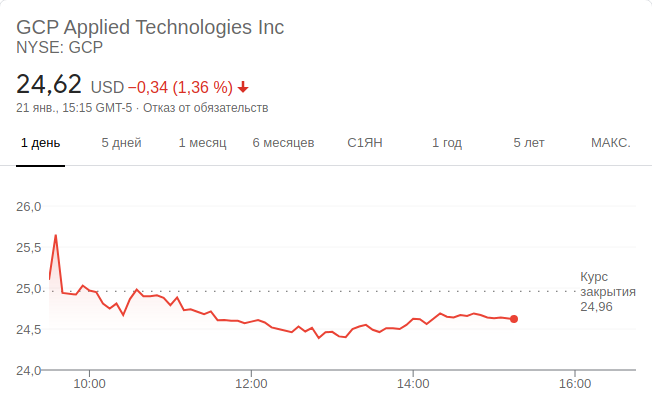 GCP Applied Technologies Inc
NYSE: GCP
24,62 USD −0,34 (1,36 %)
21 янв., 15:15 GMT-5 · Отказ от обязательств
1 день 5 дней 1 месяц 6 месяцев С1ЯН 1 год 5 лет МАКС.
26,0
25,5
25,0
24,5
24,0
Курс
закрытия
24,96
10:00 12:00 14:00 16:00